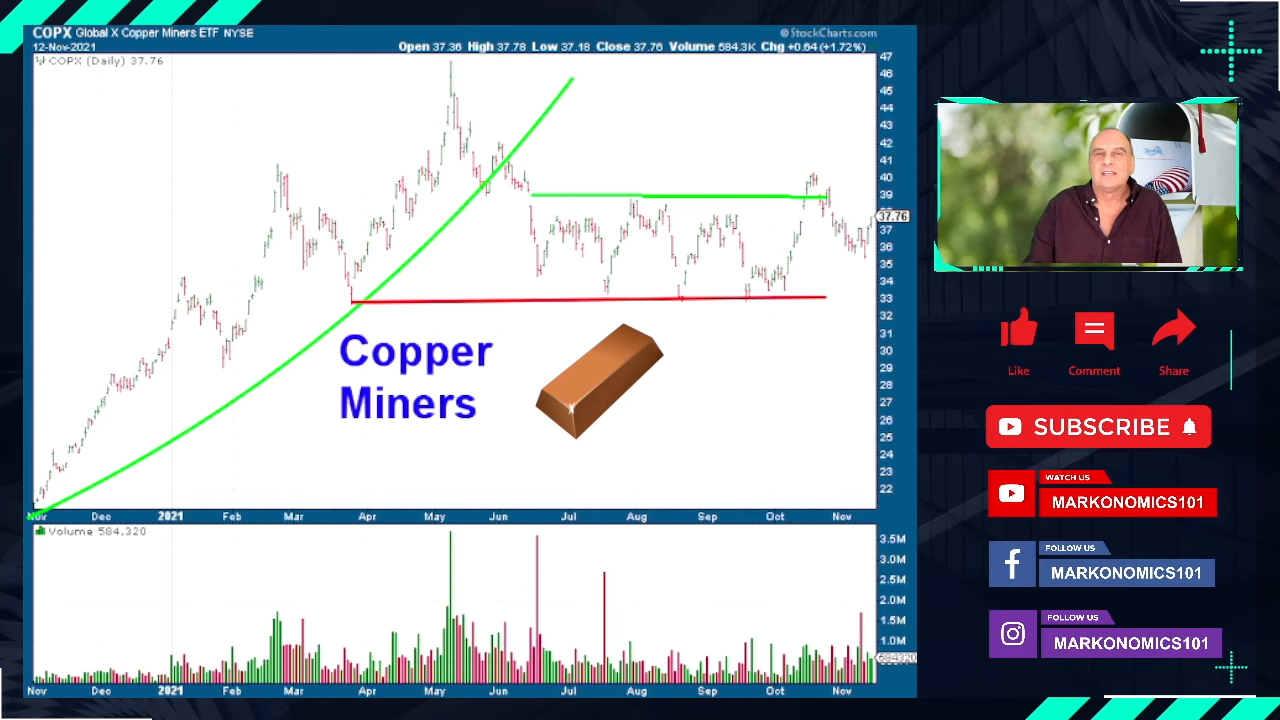 COPX Global X Copper Miners ETF NYSE
© StockCharts.com
12-Nov-2021
Open 37.36 High 37.78 Low 37.18 Close 37.76 Volume 584.3K Chg +0.64 (+1.72%)
COPX (Daily) 37.76
47
46
45
44
43
42
41
40
39
38
37.76
37
36
35
34
33
32
31
30
29
28
27
26
25
24
23
22
Copper
Miners
Nov Dec 2021 Feb Mar Apr May Jun Jul Aug Sep Oct Nov
Volume 584,320
3.5M
3.0M
2.5M
2.0M
1.5M
1.0M
584320
Nov Dec 2021 Feb Mar Apr May Jun Jul Aug Sep Oct Nov
Like
Comment
Share
SUBSCRIBE
WATCH US
MARKONOMICS101
FOLLOW US
MARKONOMICS101
FOLLOW US
MARKONOMICS101